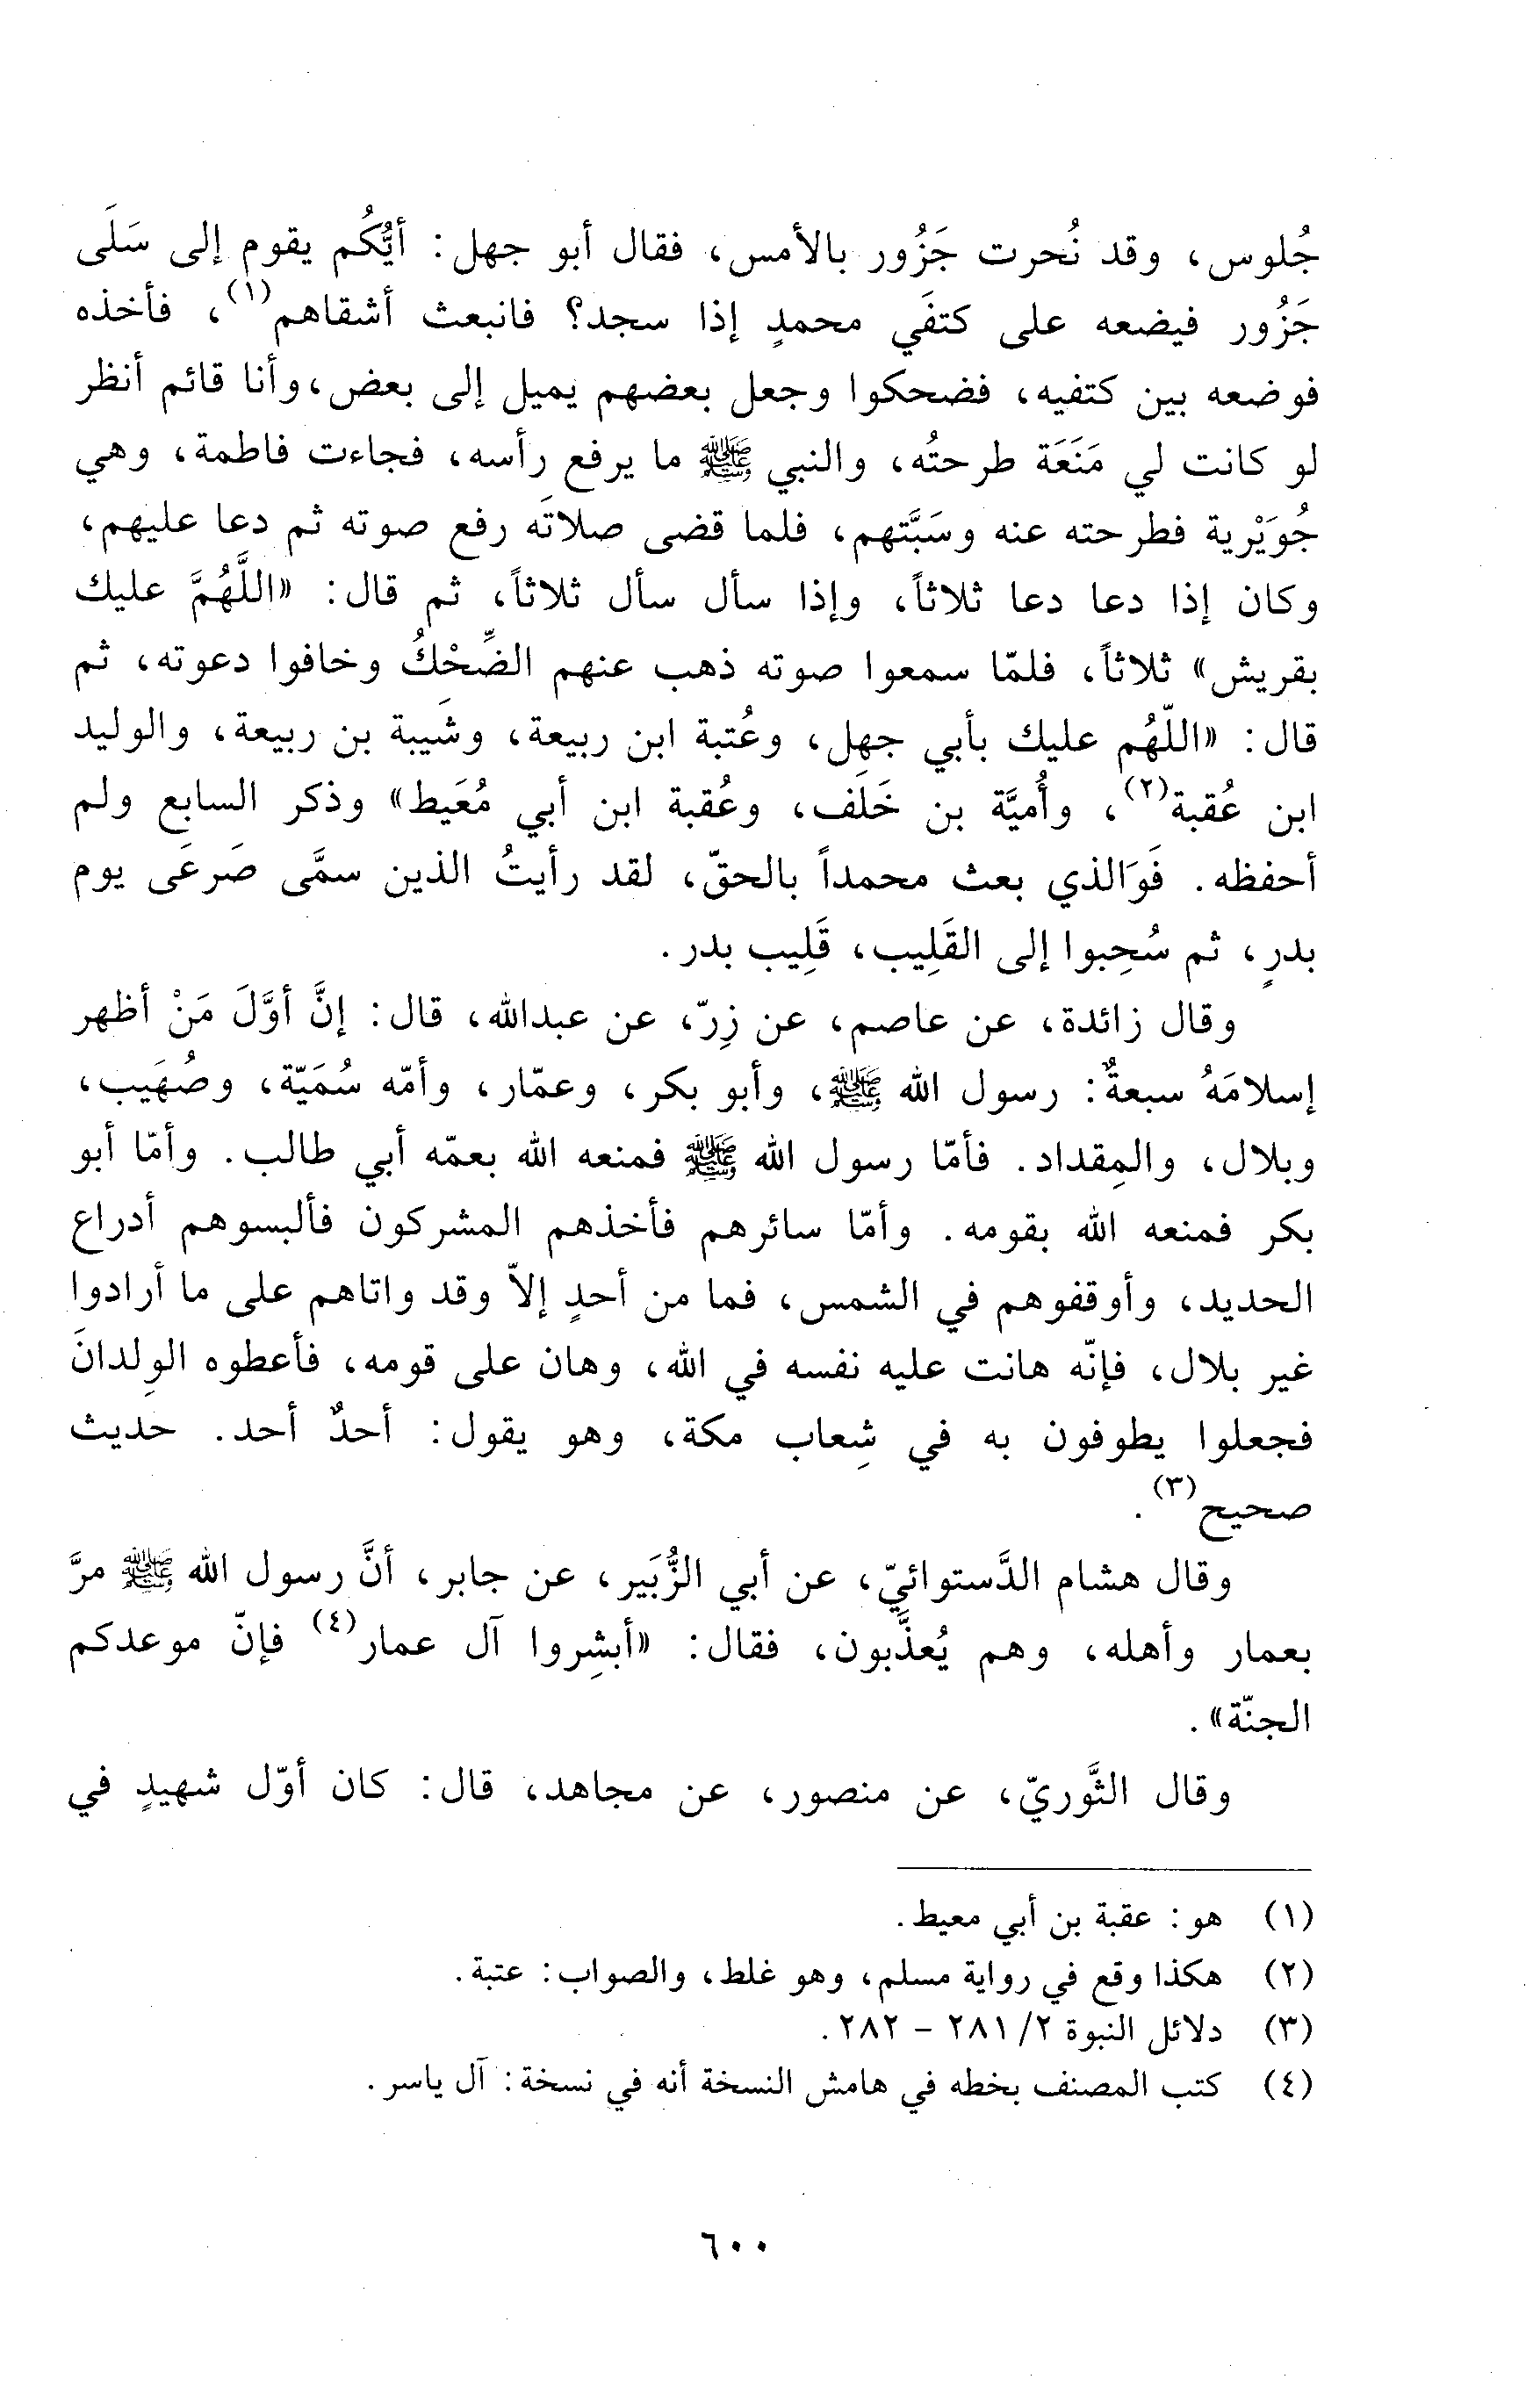 جُلوس، وقد نُحرت جَزُور بالأمس، فقال أبو جهل: أيُّكُم يقوم إلى سَلَى
جَزُور فيضعه على كتفَي محمدٍ إذا سجد؟ فانبعث أشقاهم(١)، فأخذه
فوضعه بين كتفيه، فضحكوا وجعل بعضهم يميل إلى بعض، وأنا قائم أنظر
لو كانت لي مَنَعَة طرحتُه، والنبي ﷺ ما يرفع رأسه، فجاءت فاطمة، وهي
جُوَيْرية فطرحته عنه وسَبَّتهم، فلما قضى صلاتَه رفع صوته ثم دعا عليهم،
وكان إذا دعا دعا ثلاثاً، وإذا سأل سأل ثلاثاً، ثم قال: «اللَّهُمَّ عليك
بقريش» ثلاثاً، فلمّا سمعوا صوته ذهب عنهم الضِّحْكُ وخافوا دعوته، ثم
قال: «اللّهُم عليك بأبي جهل، وعُتبة ابن ربيعة، وشَيبة بن ربيعة، والوليد
ابن عُقبة(٢)، وأُميَّة بن خَلَف، وعُقبة ابن أبي مُعَيط» وذكر السابع ولم
أحفظه. فَوَالذي بعث محمداً بالحقّ، لقد رأيتُ الذين سمَّى صَرعَى يوم
بدرٍ، ثم سُحِبوا إلى القَلِيب، قَلِيب بدر.
وقال زائدة، عن عاصم، عن زِرّ، عن عبدالله، قال: إنَّ أوَّلَ مَنْ أظهر
إسلامَهُ سبعةٌ: رسول الله ﷺ، وأبو بكر، وعمّار، وأمّه سُمَيّة، وصُهَيب،
وبلال، والمِقداد. فأمّا رسول الله ﷺ فمنعه الله بعمّه أبي طالب. وأمّا أبو
بكر فمنعه الله بقومه. وأمّا سائرهم فأخذهم المشركون فألبسوهم أدراع
الحديد، وأوقفوهم في الشمس، فما من أحدٍ إلاّ وقد واتاهم على ما أرادوا
غير بلال، فإنّه هانت عليه نفسه في الله، وهان على قومه، فأعطوه الوِلدانَ
فجعلوا يطوفون به في شِعاب مكة، وهو يقول: أحدٌ أحد. حديث
صحيح(٣).
وقال هشام الدَّستوائيّ، عن أبي الزُّبَير، عن جابر، أنَّ رسول الله ﷺ مرَّ
بعمار وأهله، وهم يُعذَّبون، فقال: «أبشِروا آل عمار(٤) فإنّ موعدكم
الجنّة».
وقال الثَّوريّ، عن منصور، عن مجاهد، قال: كان أوّل شهيدٍ في
(١) هو: عقبة بن أبي معيط.
(٢) هكذا وقع في رواية مسلم، وهو غلط، والصواب: عتبة.
(٣) دلائل النبوة ٢/ ٢٨١ - ٢٨٢.
(٤) كتب المصنف بخطه في هامش النسخة أنه في نسخة: آل ياسر.
٦٠٠